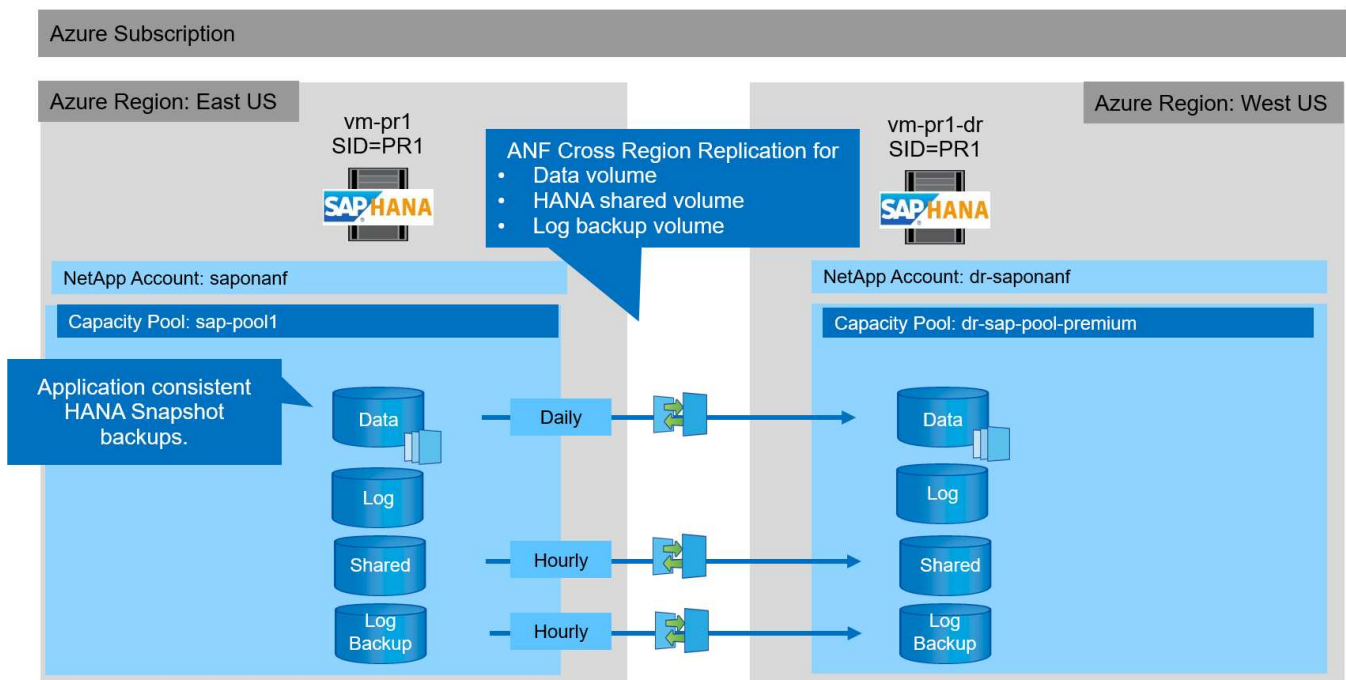 Azure Subscription
Azure Region: East US
Azure Region: West US
vm-pr1
SID=PR1
SAP HANA
ANF Cross Region Replication for
• Data volume
• HANA shared volume
• Log backup volume
vm-pr1-dr
SID=PR1
SAP HANA
NetApp Account: saponanf
NetApp Account: dr-saponanf
Capacity Pool: sap-pool1
Capacity Pool: dr-sap-pool-premium
Application consistent
HANA Snapshot
backups.
Data
Daily
Data
Log
Log
Shared
Hourly
Shared
Log
Backup
Hourly
Log
Backup